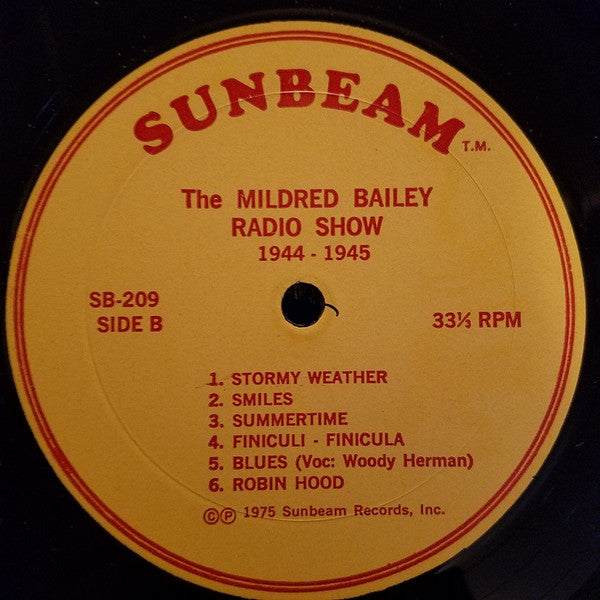 SUNBEAM T.M.
The MILDRED BAILEY
RADIO SHOW
1944 - 1945
SB-209
SIDE B
33⅓ RPM
1. STORMY WEATHER
2. SMILES
3. SUMMERTIME
4. FINICULI - FINICULA
5. BLUES (Voc: Woody Herman)
6. ROBIN HOOD
©℗ 1975 Sunbeam Records, Inc.